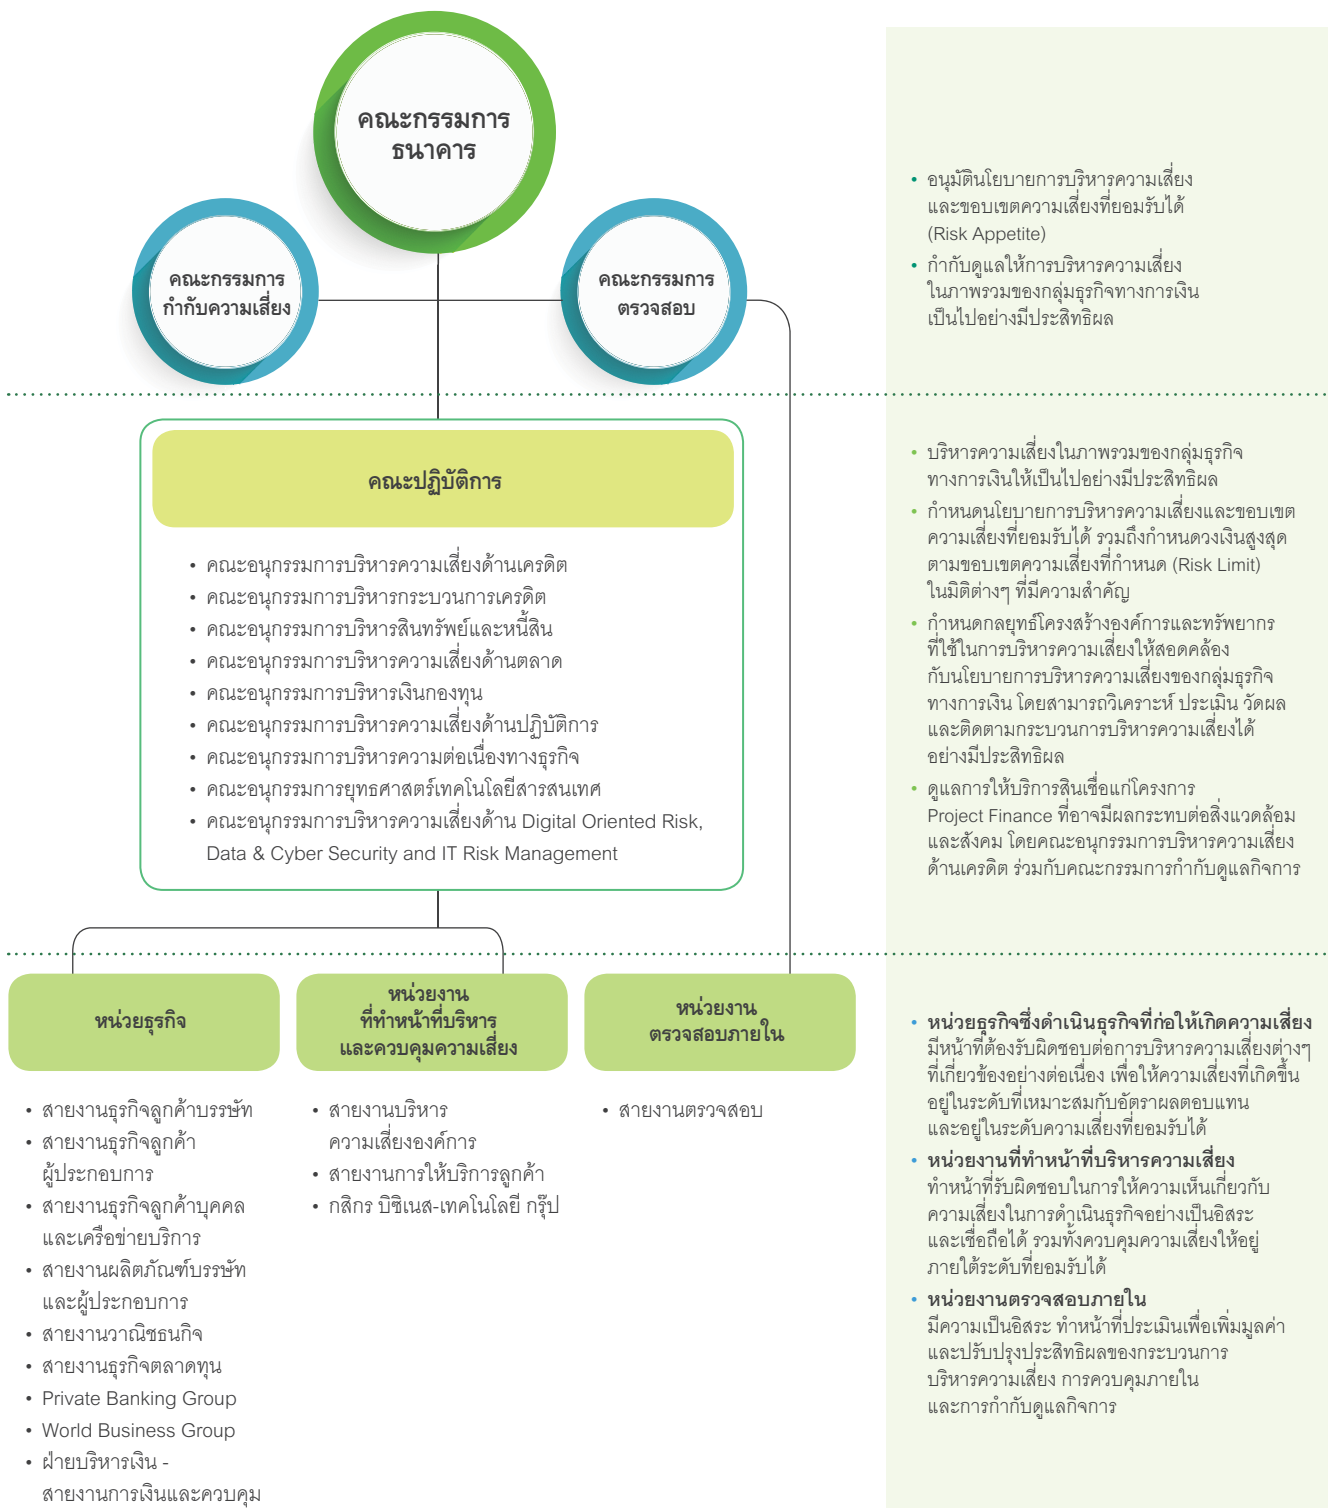 คณะกรรมการ
ธนาคาร
คณะกรรมการ
กำกับความเสี่ยง
คณะกรรมการ
ตรวจสอบ
• อนุมัตินโยบายการบริหารความเสี่ยง
และขอบเขตความเสี่ยงที่ยอมรับได้
(Risk Appetite)
• กำกับดูแลให้การบริหารความเสี่ยง
ในภาพรวมของกลุ่มธุรกิจทางการเงิน
เป็นไปอย่างมีประสิทธิผล
คณะปฏิบัติการ
• คณะอนุกรรมการบริหารความเสี่ยงด้านเครดิต
• คณะอนุกรรมการบริหารกระบวนการเครดิต
• คณะอนุกรรมการบริหารสินทรัพย์และหนี้สิน
• คณะอนุกรรมการบริหารความเสี่ยงด้านตลาด
• คณะอนุกรรมการบริหารเงินกองทุน
• คณะอนุกรรมการบริหารความเสี่ยงด้านปฏิบัติการ
• คณะอนุกรรมการบริหารความต่อเนื่องทางธุรกิจ
• คณะอนุกรรมการยุทธศาสตร์เทคโนโลยีสารสนเทศ
• คณะอนุกรรมการบริหารความเสี่ยงด้าน Digital Oriented Risk,
Data & Cyber Security and IT Risk Management
• บริหารความเสี่ยงในภาพรวมของกลุ่มธุรกิจ
ทางการเงินให้เป็นไปอย่างมีประสิทธิผล
• กำหนดนโยบายการบริหารความเสี่ยงและขอบเขต
ความเสี่ยงที่ยอมรับได้ รวมถึงกำหนดวงเงินสูงสุด
ตามขอบเขตความเสี่ยงที่กำหนด (Risk Limit)
ในมิติต่างๆ ที่มีความสำคัญ
• กำหนดกลยุทธ์โครงสร้างองค์การและทรัพยากร
ที่ใช้ในการบริหารความเสี่ยงให้สอดคล้อง
กับนโยบายการบริหารความเสี่ยงของกลุ่มธุรกิจ
ทางการเงิน โดยสามารถวิเคราะห์ ประเมิน วัดผล
และติดตามกระบวนการบริหารความเสี่ยงได้
อย่างมีประสิทธิผล
• ดูแลการให้บริการสินเชื่อแก่โครงการ
Project Finance ที่อาจมีผลกระทบต่อสิ่งแวดล้อม
และสังคม โดยคณะอนุกรรมการบริหารความเสี่ยง
ด้านเครดิต ร่วมกับคณะกรรมการกำกับดูแลกิจการ
หน่วยธุรกิจ
• สายงานธุรกิจลูกค้าบรรษัท
• สายงานธุรกิจลูกค้า
ผู้ประกอบการ
• สายงานธุรกิจลูกค้าบุคคล
และเครือข่ายบริการ
• สายงานผลิตภัณฑ์บรรษัท
และผู้ประกอบการ
• สายงานวาณิชธนกิจ
• สายงานธุรกิจตลาดทุน
• Private Banking Group
• World Business Group
• ฝ่ายบริหารเงิน -
สายงานการเงินและควบคุม
หน่วยงาน
ที่ทำหน้าที่บริหาร
และควบคุมความเสี่ยง
• สายงานบริหาร
ความเสี่ยงองค์การ
• สายงานการให้บริการลูกค้า
• กสิกร บิซิเนส-เทคโนโลยี กรุ๊ป
หน่วยงาน
ตรวจสอบภายใน
• สายงานตรวจสอบ
• หน่วยธุรกิจซึ่งดำเนินธุรกิจที่ก่อให้เกิดความเสี่ยง
มีหน้าที่ต้องรับผิดชอบต่อการบริหารความเสี่ยงต่างๆ
ที่เกี่ยวข้องอย่างต่อเนื่อง เพื่อให้ความเสี่ยงที่เกิดขึ้น
อยู่ในระดับที่เหมาะสมกับอัตราผลตอบแทน
และอยู่ในระดับความเสี่ยงที่ยอมรับได้
• หน่วยงานที่ทำหน้าที่บริหารความเสี่ยง
ทำหน้าที่รับผิดชอบในการให้ความเห็นเกี่ยวกับ
ความเสี่ยงในการดำเนินธุรกิจอย่างเป็นอิสระ
และเชื่อถือได้ รวมทั้งควบคุมความเสี่ยงให้อยู่
ภายใต้ระดับที่ยอมรับได้
• หน่วยงานตรวจสอบภายใน
มีความเป็นอิสระ ทำหน้าที่ประเมินเพื่อเพิ่มมูลค่า
และปรับปรุงประสิทธิผลของกระบวนการ
บริหารความเสี่ยง การควบคุมภายใน
และการกำกับดูแลกิจการ